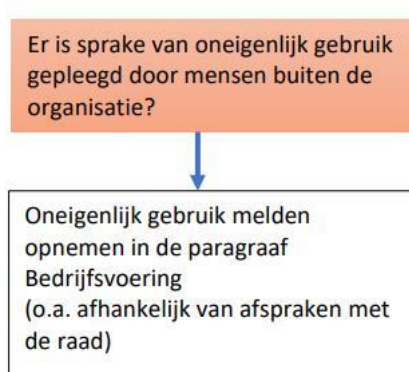 Er is sprake van oneigenlijk gebruik
gepleegd door mensen buiten de
organisatie?
Oneigenlijk gebruik melden
opnemen in de paragraaf
Bedrijfsvoering
(o.a. afhankelijk van afspraken met
de raad)